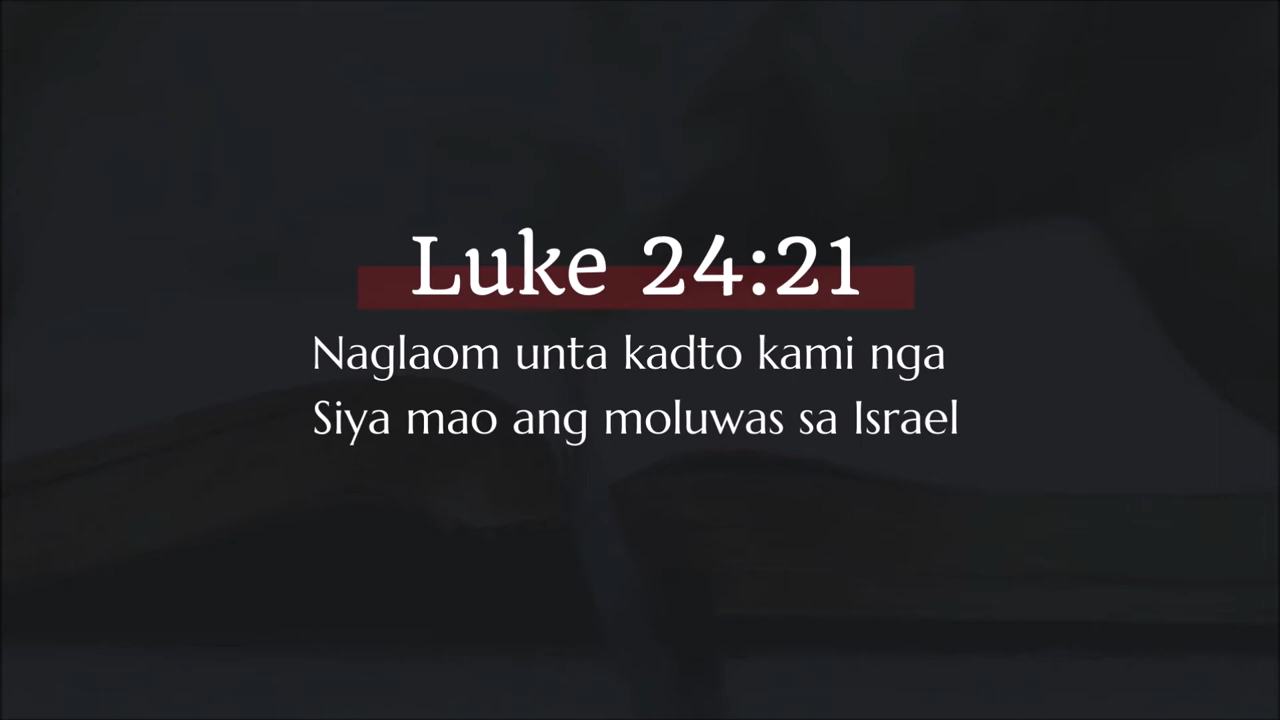 Luke 24:21
Naglaom unta kadto kami nga
Siya mao ang moluwas sa Israel